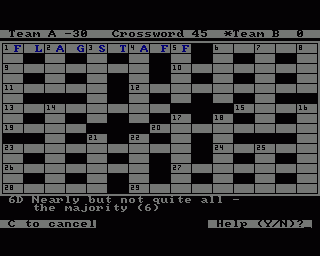 Team A -30 Crossword 45 *Team B 0
1 F L 2 A G 3 S T 4 A F 5 F 6 7 8
9 10
11 12
13 14 15 16
17 18
19 20
21 22
23 24 25
26 27
28 29
6D Nearly but not quite all -
the majority (6)
C to cancel Help (Y/N)?